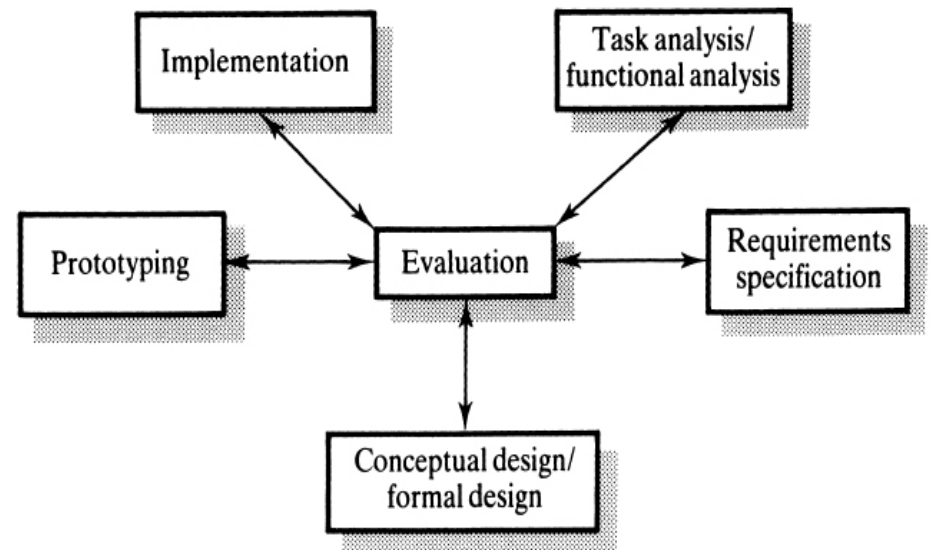 Implementation
Task analysis/
functional analysis
Prototyping
Evaluation
Requirements
specification
Conceptual design/
formal design